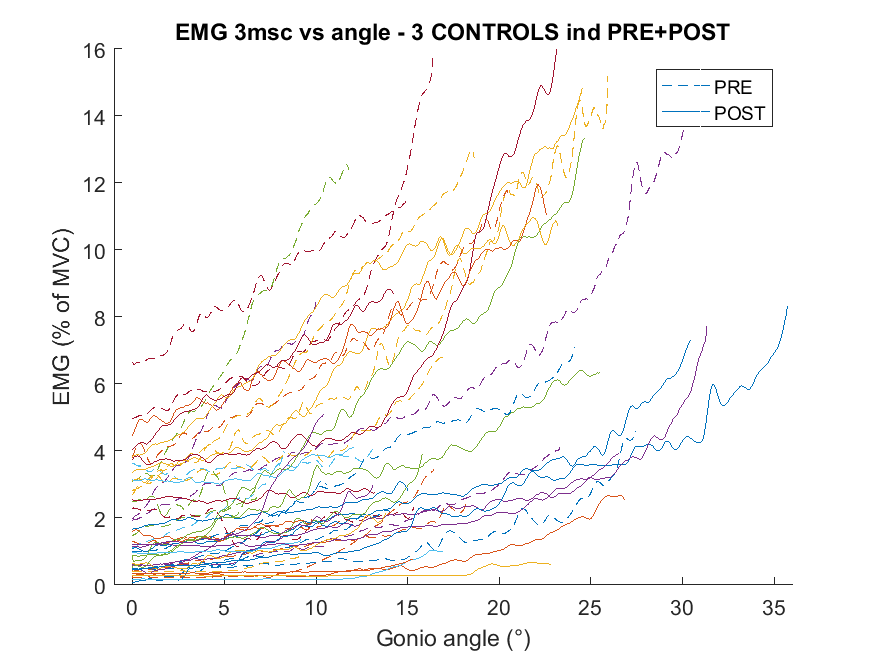 EMG 3msc vs angle - 3 CONTROLS ind PRE+POST
16
14
12
10
8
6
4
2
0
EMG (% of MVC)
PRE
POST
0 5 10 15 20 25 30 35
Gonio angle (°)